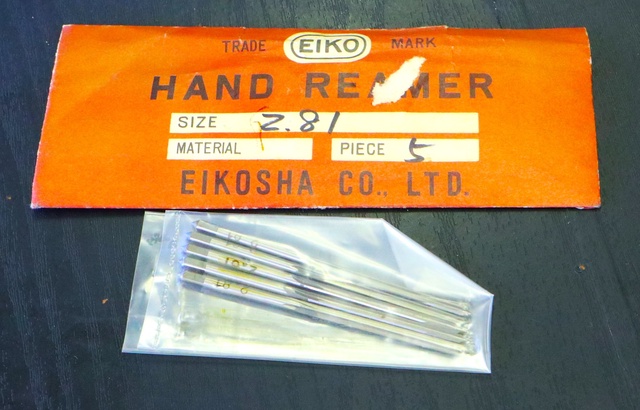 TRADE EIKO MARK
HAND REAMER
SIZE 2.81
MATERIAL PIECE 5
EIKOSHA CO., LTD.